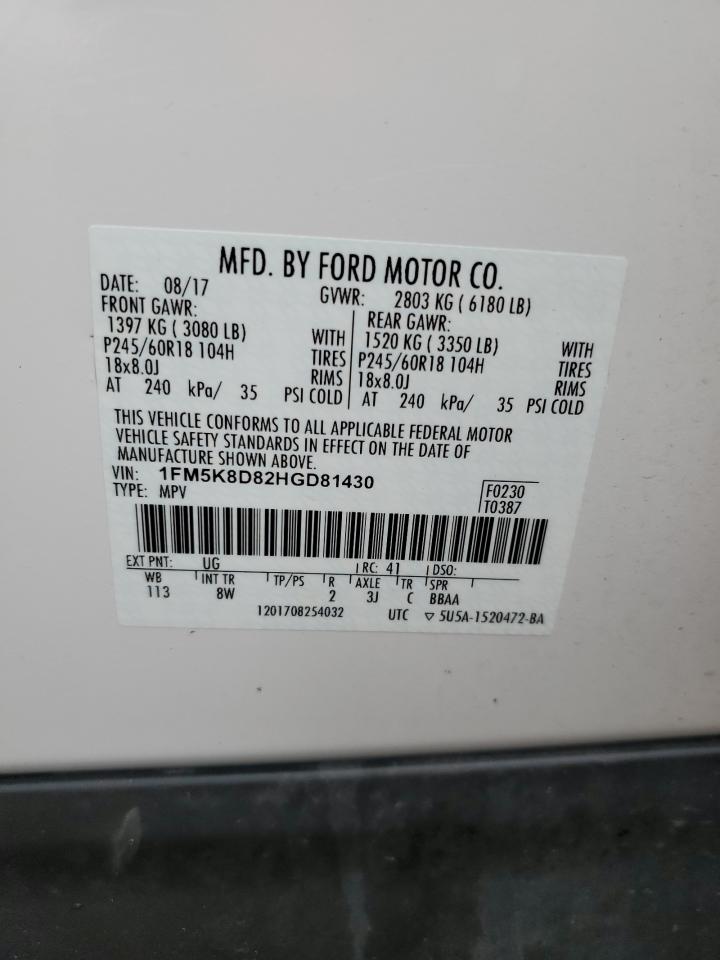 MFD. BY FORD MOTOR CO.
DATE: 08/17 GVWR: 2803 KG ( 6180 LB)
FRONT GAWR: REAR GAWR:
1397 KG ( 3080 LB) WITH 1520 KG ( 3350 LB) WITH
P245/60R18 104H TIRES P245/60R18 104H TIRES
18x8.0J RIMS 18x8.0J RIMS
AT 240 kPa/ 35 PSI COLD AT 240 kPa/ 35 PSI COLD
THIS VEHICLE CONFORMS TO ALL APPLICABLE FEDERAL MOTOR
VEHICLE SAFETY STANDARDS IN EFFECT ON THE DATE OF
MANUFACTURE SHOWN ABOVE.
VIN: 1FM5K8D82HGD81430
TYPE: MPV
F0230
T0387
EXT PNT: UG RC: 41 DSO:
WB INT TR TP/PS R AXLE TR SPR
113 8W 2 3J C BBAA
1201708254032 UTC ▽ 5U5A-1520472-BA